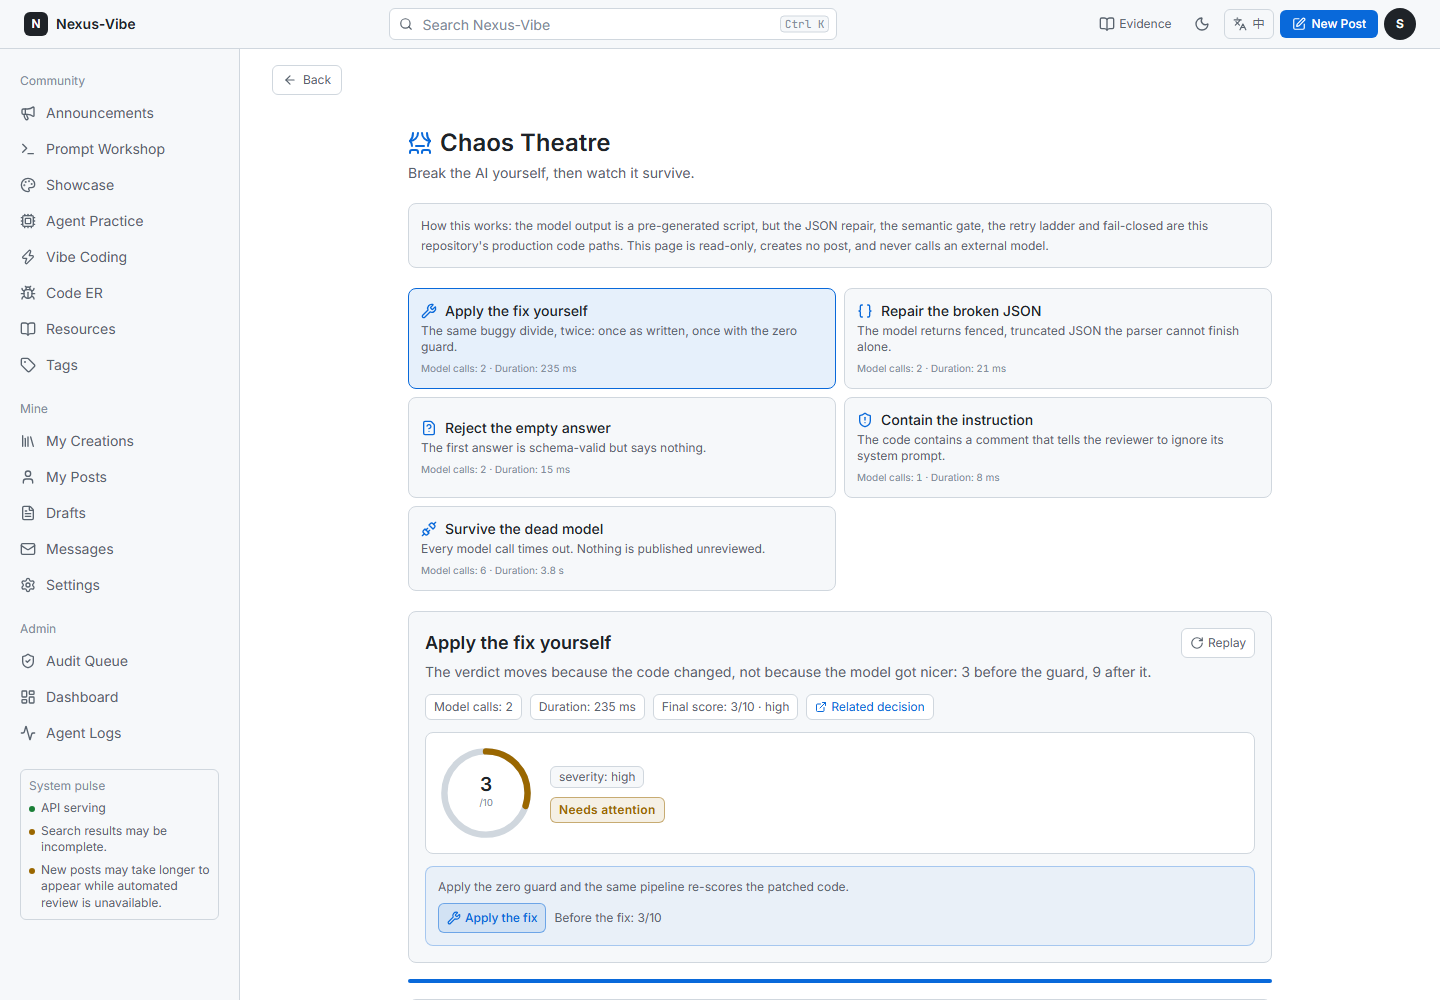 N Nexus-Vibe
Search Nexus-Vibe
Ctrl K
Evidence
中
New Post
S
Community
Announcements
Prompt Workshop
Showcase
Agent Practice
Vibe Coding
Code ER
Resources
Tags
Mine
My Creations
My Posts
Drafts
Messages
Settings
Admin
Audit Queue
Dashboard
Agent Logs
System pulse
API serving
Search results may be
incomplete.
New posts may take longer to
appear while automated
review is unavailable.
Back
Chaos Theatre
Break the AI yourself, then watch it survive.
How this works: the model output is a pre-generated script, but the JSON repair, the semantic gate, the retry ladder and fail-closed are this
repository's production code paths. This page is read-only, creates no post, and never calls an external model.
Apply the fix yourself
The same buggy divide, twice: once as written, once with the zero
guard.
Model calls: 2 · Duration: 235 ms
Repair the broken JSON
The model returns fenced, truncated JSON the parser cannot finish
alone.
Model calls: 2 · Duration: 21 ms
Reject the empty answer
The first answer is schema-valid but says nothing.
Model calls: 2 · Duration: 15 ms
Contain the instruction
The code contains a comment that tells the reviewer to ignore its
system prompt.
Model calls: 1 · Duration: 8 ms
Survive the dead model
Every model call times out. Nothing is published unreviewed.
Model calls: 6 · Duration: 3.8 s
Apply the fix yourself
Replay
The verdict moves because the code changed, not because the model got nicer: 3 before the guard, 9 after it.
Model calls: 2
Duration: 235 ms
Final score: 3/10 · high
Related decision
3
/10
severity: high
Needs attention
Apply the zero guard and the same pipeline re-scores the patched code.
Apply the fix
Before the fix: 3/10